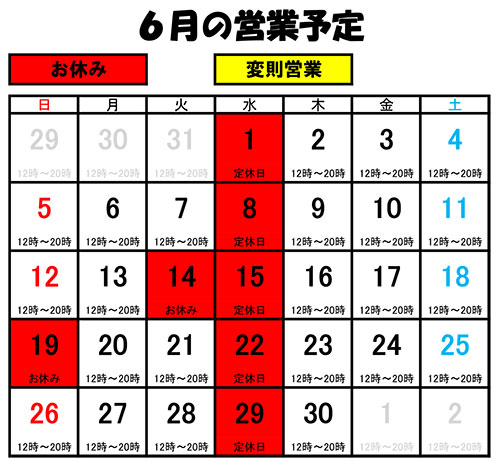 ６月の営業予定
お休み 変則営業
日 月 火 水 木 金 土
29 30 31 1 2 3 4
12時～20時 12時～20時 12時～20時 定休日 12時～20時 12時～20時 12時～20時
5 6 7 8 9 10 11
12時～20時 12時～20時 12時～20時 定休日 12時～20時 12時～20時 12時～20時
12 13 14 15 16 17 18
12時～20時 12時～20時 お休み 定休日 12時～20時 12時～20時 12時～20時
19 20 21 22 23 24 25
お休み 12時～20時 12時～20時 定休日 12時～20時 12時～20時 12時～20時
26 27 28 29 30 1 2
12時～20時 12時～20時 12時～20時 定休日 12時～20時 12時～20時 12時～20時